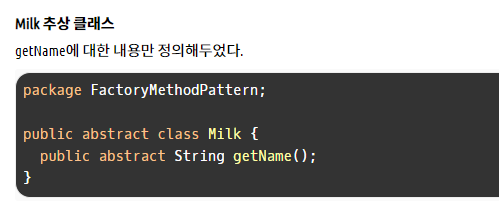 Milk 추상 클래스
getName에 대한 내용만 정의해두었다.
package FactoryMethodPattern;
public abstract class Milk {
  public abstract String getName();
}